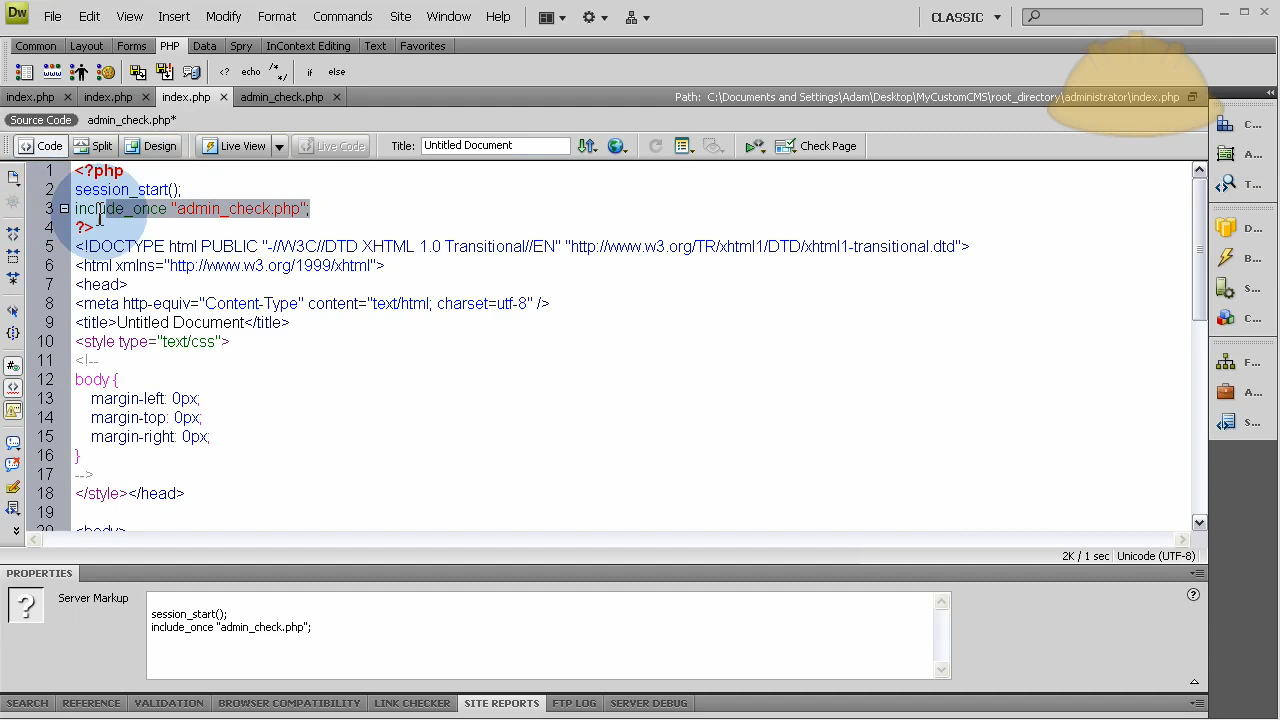 Dw File Edit View Insert Modify Format Commands Site Window Help CLASSIC
Common Layout Forms PHP Data Spry InContext Editing Text Favorites
<> echo /*∗/ if else
index.php index.php index.php admin_check.php Path: C:\Documents and Settings\Adam\Desktop\MyCustomCMS\root_directory\administrator\index.php
Source Code admin_check.php*
Code Split Design Live View Live Code Title: Untitled Document Check Page
1 <?php
2 session_start();
3 include_once "admin_check.php";
4 ?>
5 <!DOCTYPE html PUBLIC "-//W3C//DTD XHTML 1.0 Transitional//EN" "http://www.w3.org/TR/xhtml1/DTD/xhtml1-transitional.dtd">
6 <html xmlns="http://www.w3.org/1999/xhtml">
7 <head>
8 <meta http-equiv="Content-Type" content="text/html; charset=utf-8" />
9 <title>Untitled Document</title>
10 <style type="text/css">
11 <!--
12 body {
13 margin-left: 0px;
14 margin-top: 0px;
15 margin-right: 0px;
16 }
17 -->
18 </style></head>
19
20 <body>
D...
A...
T...
D...
B...
S...
C...
F...
A...
S...
2K / 1 sec Unicode (UTF-8)
PROPERTIES
? Server Markup
session_start();
include_once "admin_check.php";
SEARCH REFERENCE VALIDATION BROWSER COMPATIBILITY LINK CHECKER SITE REPORTS FTP LOG SERVER DEBUG